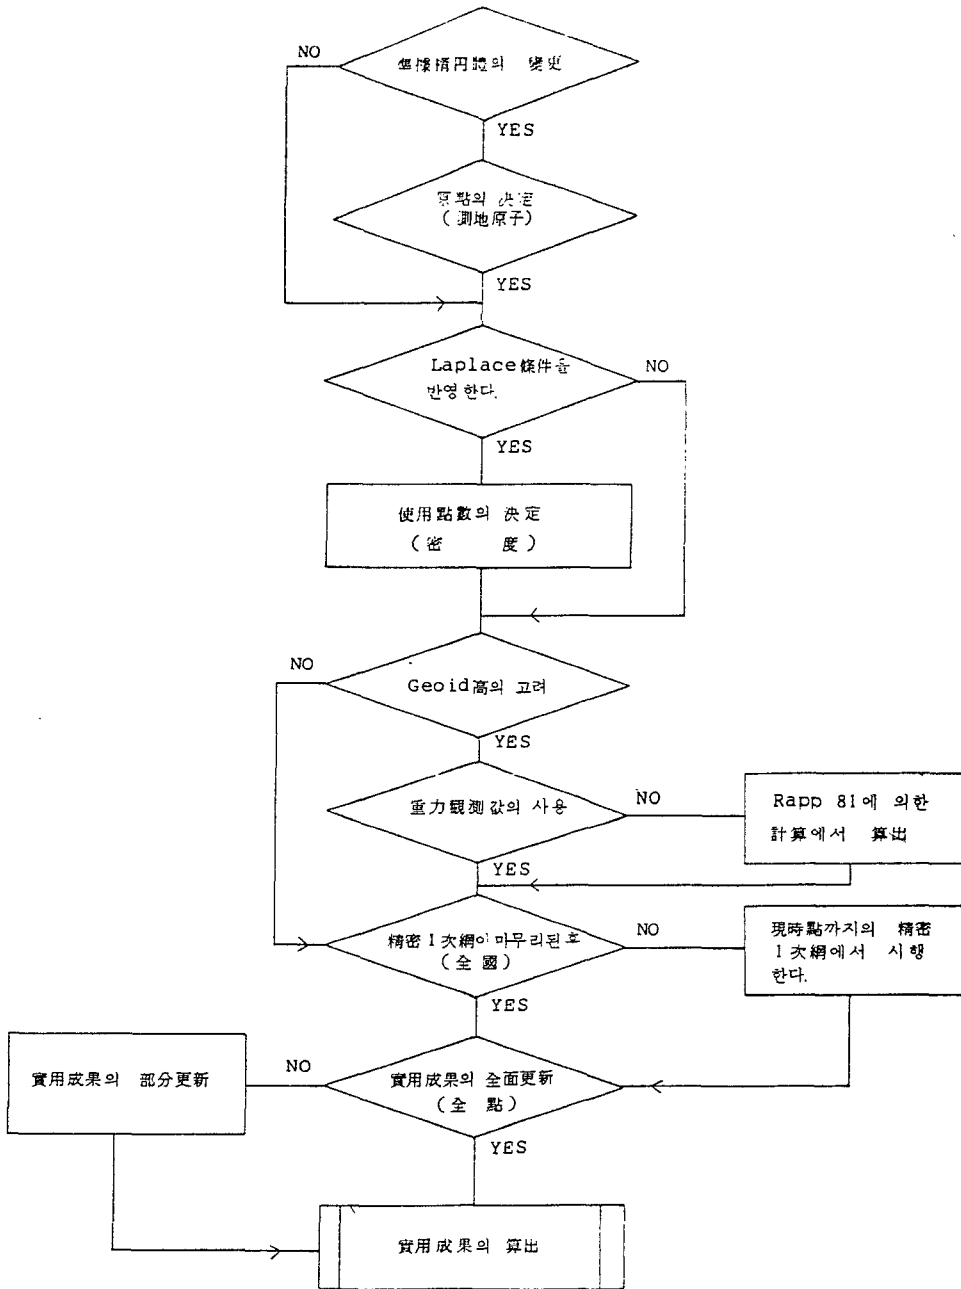 NO
楕円體의 變更
YES
原點의 決定
(測地原子)
YES
Laplace條件을
반영한다.
NO
YES
使用點數의 決定
(密 度)
NO
Geoid高의 고려
YES
重力觀測값의 사용
NO
Rapp 81에 의한
計算에서 算出
YES
精密1次網이 마무리된 후
(全國)
NO
現時點까지의 精密
1次網에서 시행
한다.
YES
實用成果의 部分更新
NO
實用成果의 全面更新
(全 點)
YES
實用成果의 算出